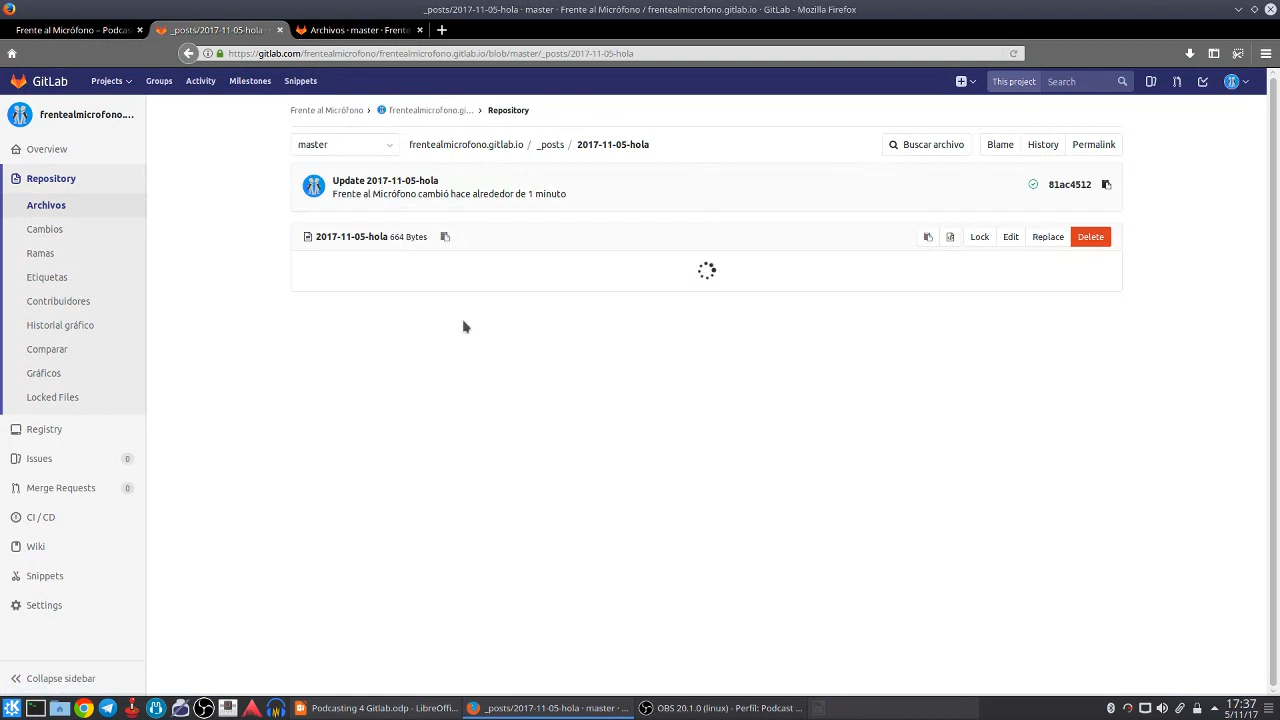 _posts/2017-11-05-hola · master · Frente al Micrófono / frentealmicrofono.gitlab.io · GitLab - Mozilla Firefox
Frente al Micrófono – Podcas
_posts/2017-11-05-hola ·
Archivos · master · Frente
https://gitlab.com/frentealmicrofono/frentealmicrofono.gitlab.io/blob/master/_posts/2017-11-05-hola
GitLab
Projects
Groups
Activity
Milestones
Snippets
This project
Search
frentealmicrofono....
Frente al Micrófono
frentealmicrofono.gi...
Repository
Overview
master
frentealmicrofono.gitlab.io / _posts / 2017-11-05-hola
Buscar archivo
Blame
History
Permalink
Repository
Update 2017-11-05-hola
Frente al Micrófono cambió hace alrededor de 1 minuto
81ac4512
Archivos
Cambios
2017-11-05-hola 664 Bytes
Lock
Edit
Replace
Delete
Ramas
Etiquetas
Contribuidores
Historial gráfico
Comparar
Gráficos
Locked Files
Registry
Issues 0
Merge Requests 0
CI / CD
Wiki
Snippets
Settings
Collapse sidebar
Podcasting 4 Gitlab.odp - LibreOffi...
_posts/2017-11-05-hola · master · ...
OBS 20.1.0 (linux) - Perfil: Podcast ...
17:37
5/11/17